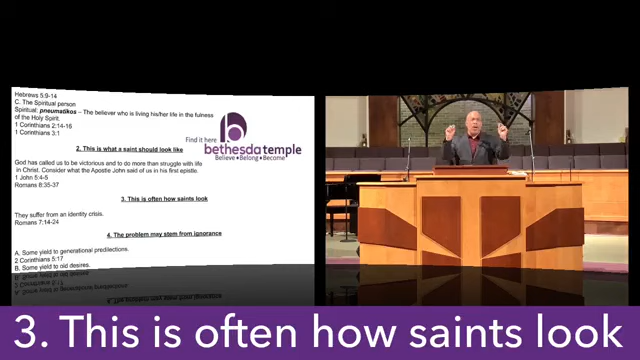 Hebrews 5:9-14
C. The Spiritual person
Spiritual: pneumatikos – The believer who is living his/her life in the fulness
of the Holy Spirit.
1 Corinthians 2:14-16
1 Corinthians 3:1
Find it here
bethesda temple
Believe • Belong • Become
2. This is what a saint should look like
God has called us to be victorious and to do more than struggle with life
in Christ. Consider what the Apostle John said of us in his first epistle.
1 John 5:4-5
Romans 8:35-37
3. This is often how saints look
They suffer from an identity crisis.
Romans 7:14-24
4. The problem may stem from ignorance
A. Some yield to generational predilections.
2 Corinthians 5:17
B. Some yield to old desires.
3. This is often how saints look